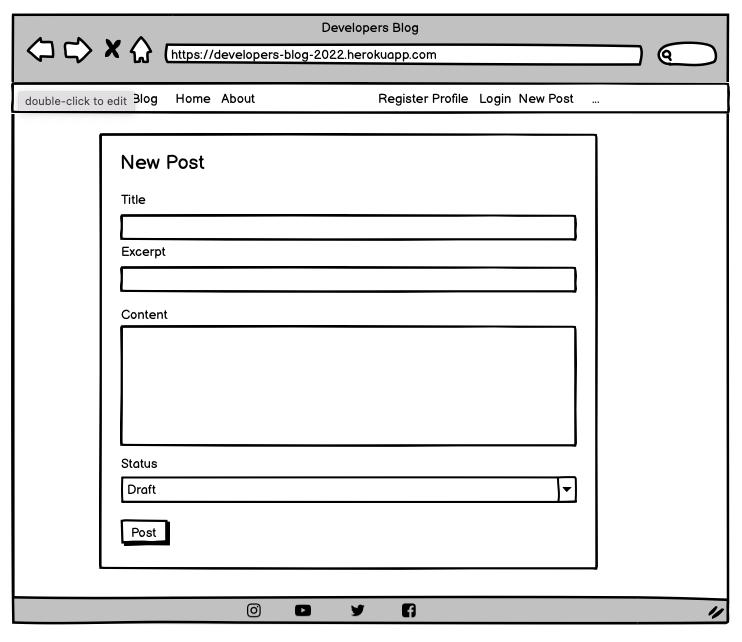 Developers Blog
https://developers-blog-2022.herokuapp.com
double-click to edit Blog Home About Register Profile Login New Post ...
New Post
Title
Excerpt
Content
Status
Draft
Post